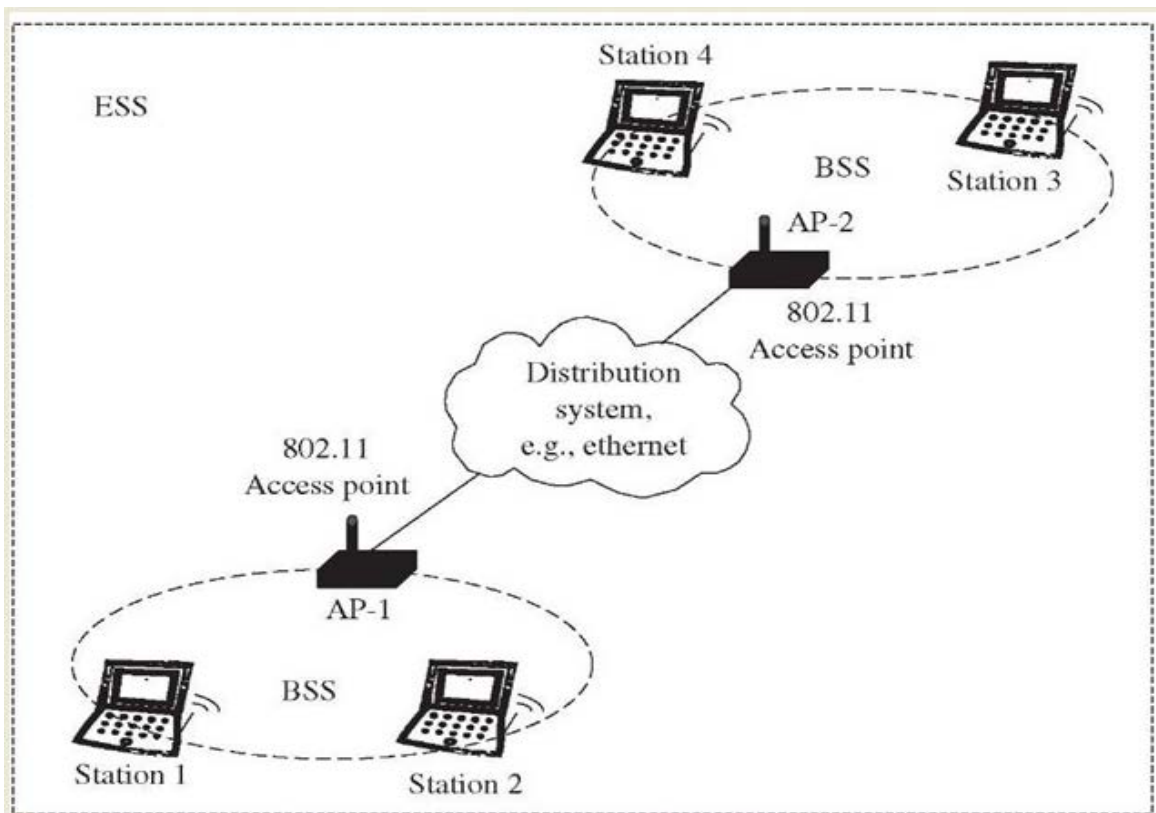 Station 4
ESS
BSS
Station 3
AP-2
802.11
Access point
Distribution
system,
e.g., ethernet
802.11
Access point
AP-1
BSS
Station 1
Station 2